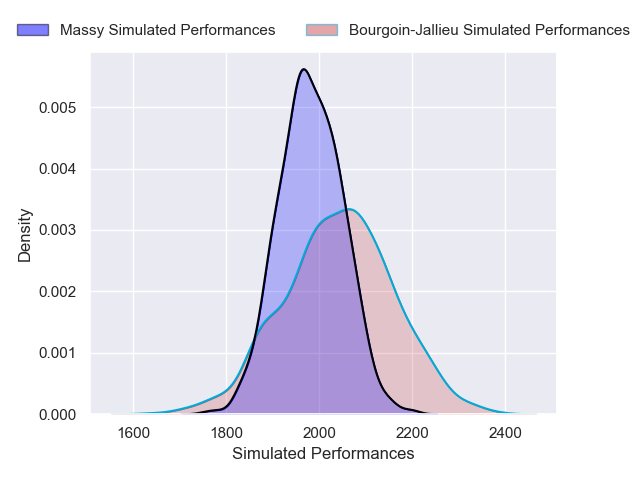 Massy Simulated Performances Bourgoin-Jallieu Simulated Performances
0.005
0.004
0.003
0.002
0.001
0.000
Density
1600 1800 2000 2200 2400
Simulated Performances